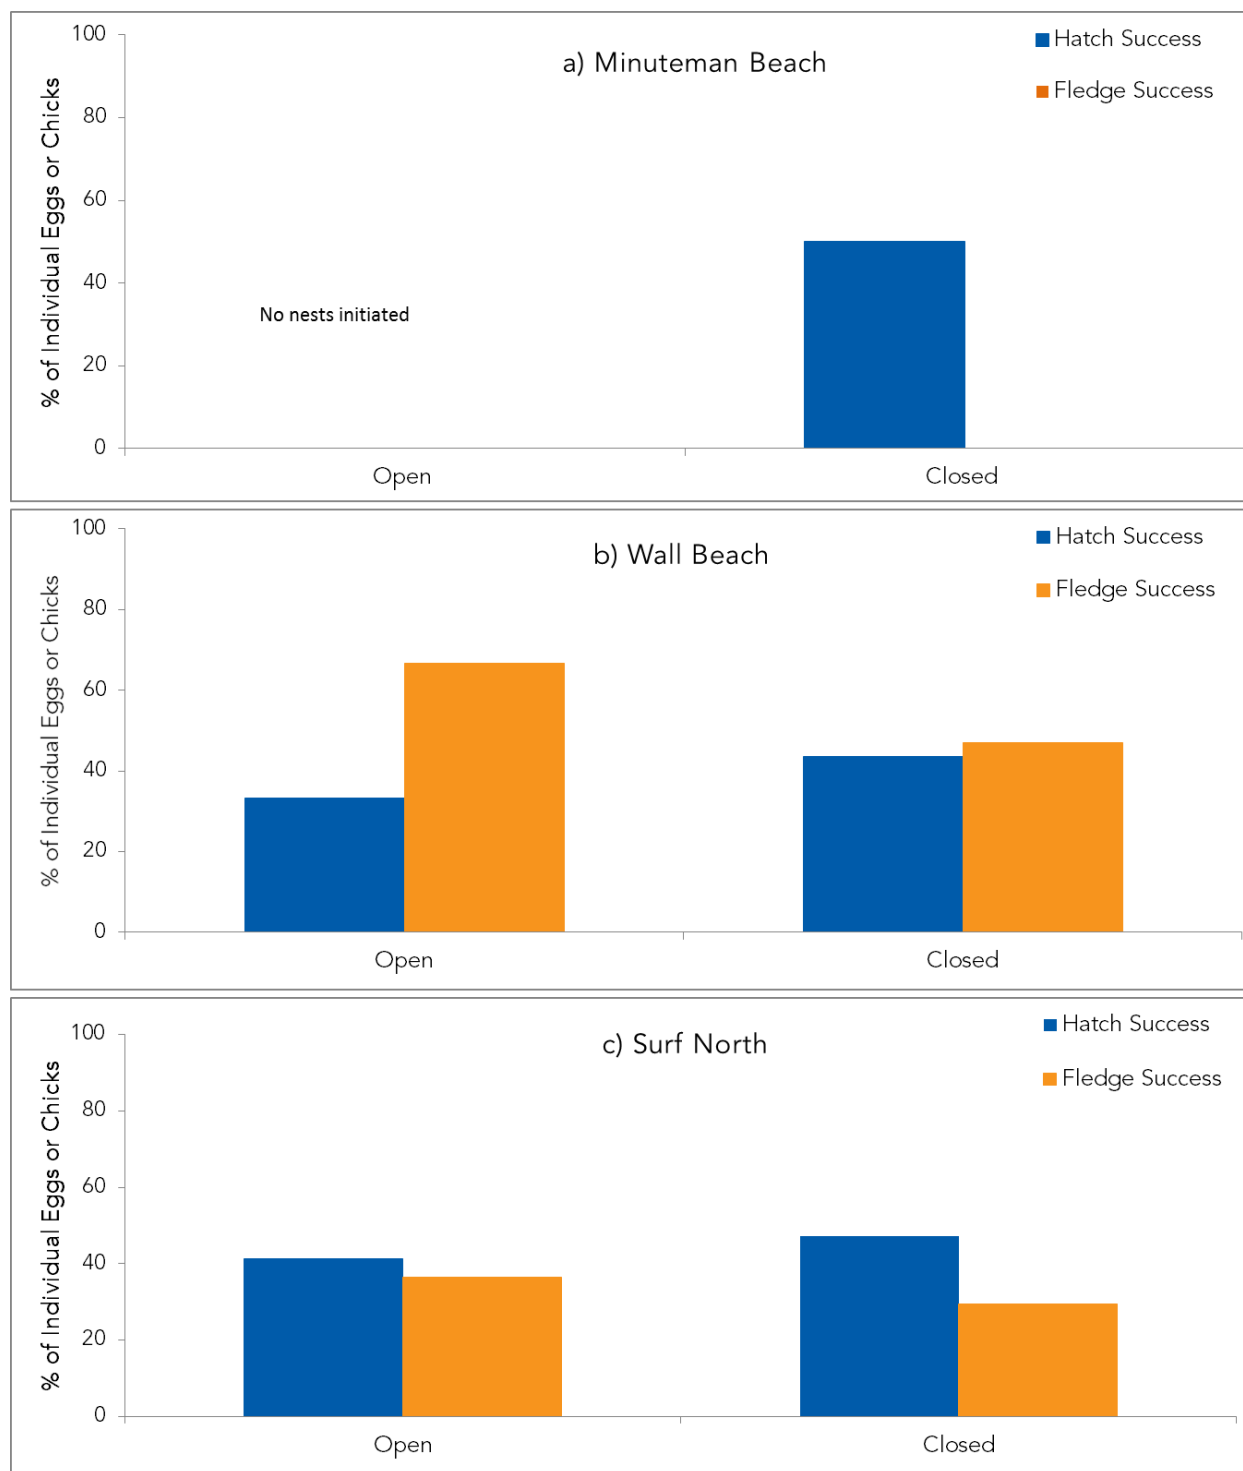 a) Minuteman Beach
Hatch Success
Fledge Success
% of Individual Eggs or Chicks
100
80
60
40
20
0
No nests initiated
Open
Closed
b) Wall Beach
Hatch Success
Fledge Success
% of Individual Eggs or Chicks
100
80
60
40
20
0
Open
Closed
c) Surf North
Hatch Success
Fledge Success
% of Individual Eggs or Chicks
100
80
60
40
20
0
Open
Closed